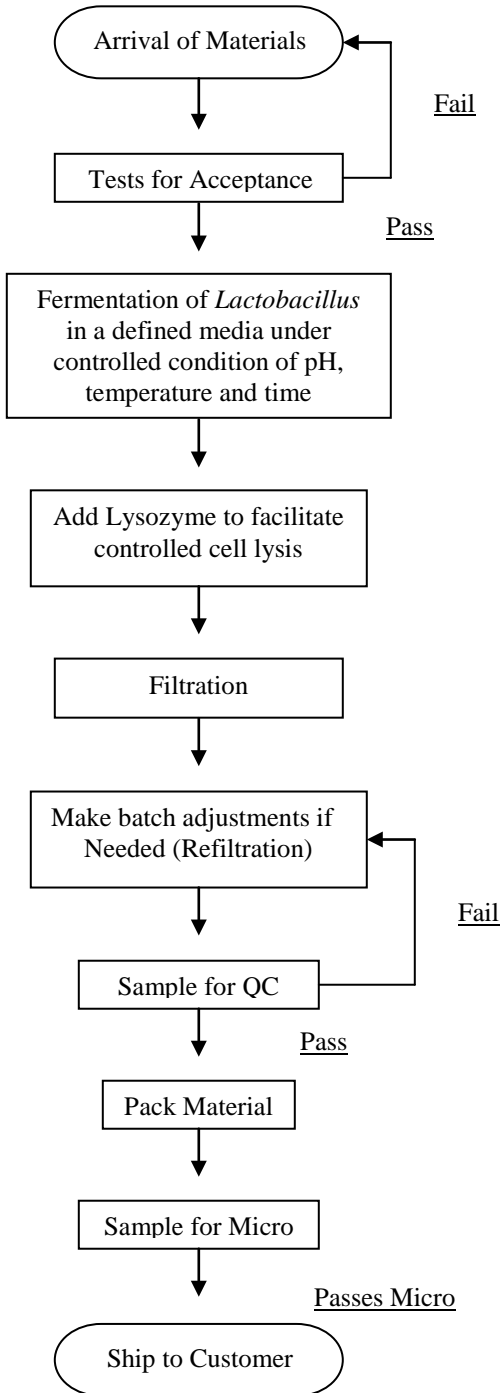 Arrival of Materials
Fail
Tests for Acceptance
Pass
Fermentation of Lactobacillus
in a defined media under
controlled condition of pH,
temperature and time
Add Lysozyme to facilitate
controlled cell lysis
Filtration
Make batch adjustments if
Needed (Refiltration)
Fail
Sample for QC
Pass
Pack Material
Sample for Micro
Passes Micro
Ship to Customer